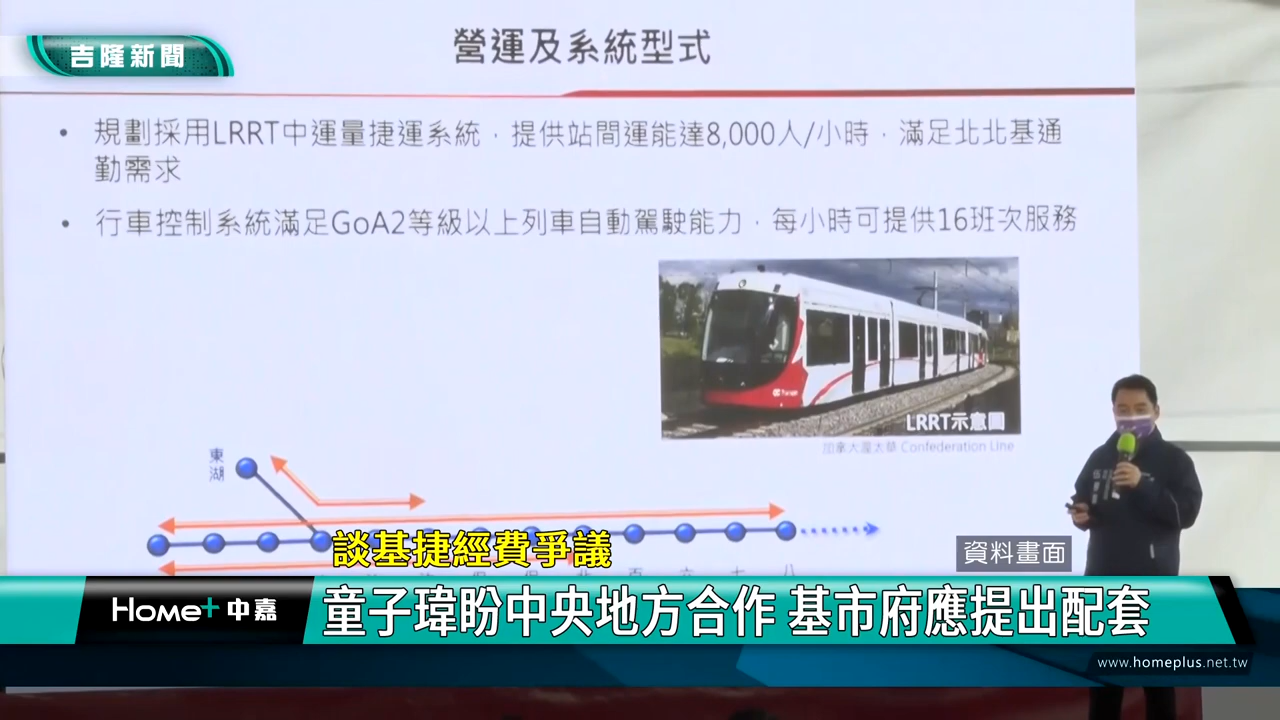 吉隆新聞
營運及系統型式
• 規劃採用LRRT中運量捷運系統，提供站間運能達8,000人/小時，滿足北北基通
勤需求
• 行車控制系統滿足GoA2等級以上列車自動駕駛能力，每小時可提供16班次服務
LRRT示意圖
加拿大渥太華 Confederation Line
東湖
談基捷經費爭議
資料畫面
Home+中嘉
童子瑋盼中央地方合作 基市府應提出配套
www.homeplus.net.tw